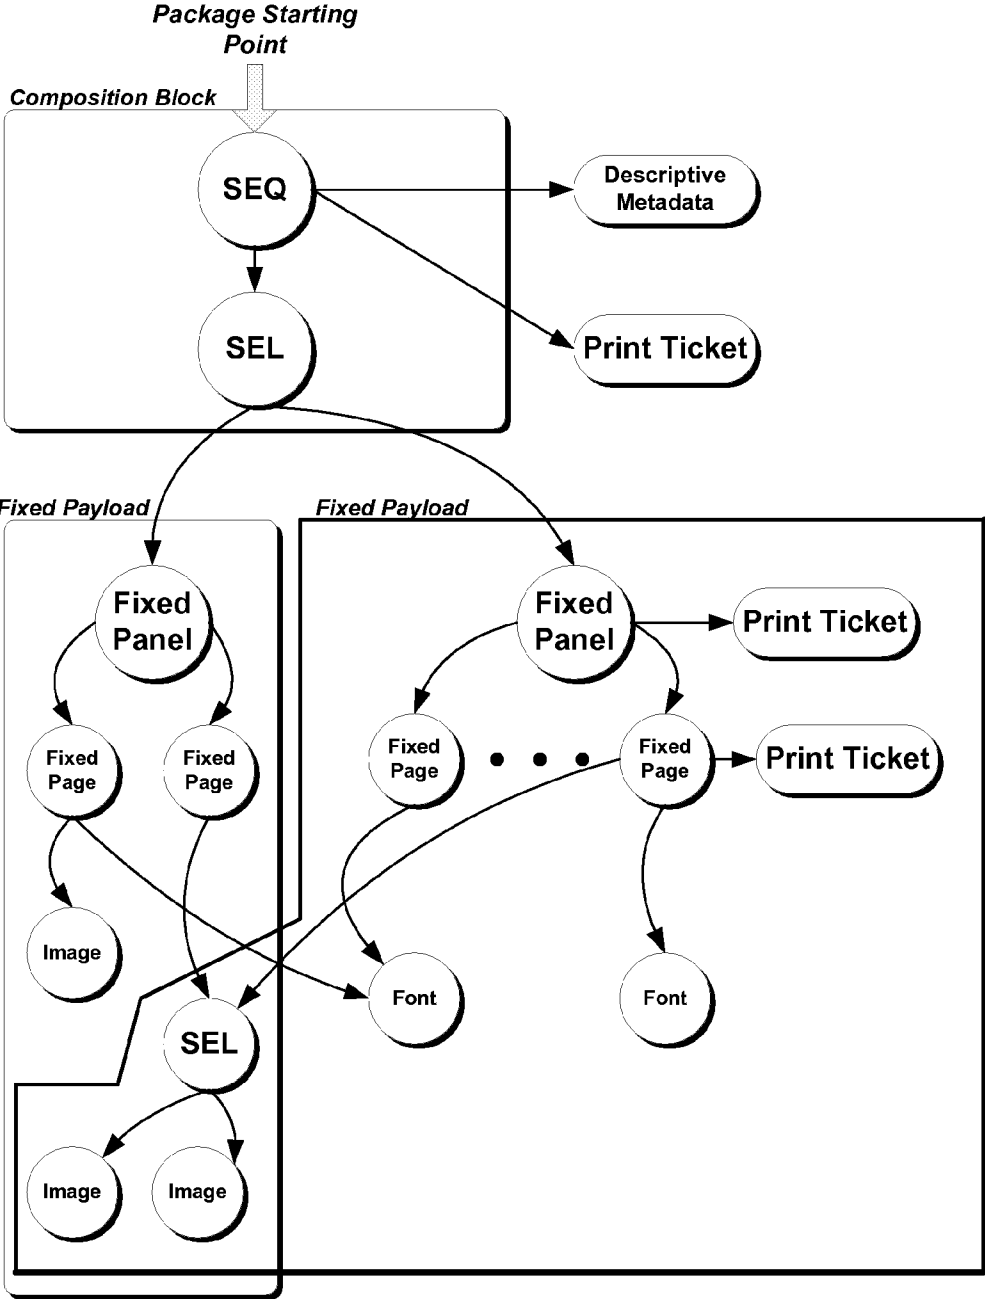 Package Starting
Point
Composition Block
SEQ
Descriptive
Metadata
SEL
Print Ticket
Fixed Payload
Fixed Payload
Fixed
Panel
Fixed
Panel
Print Ticket
Fixed
Page
Fixed
Page
Fixed
Page
Fixed
Page
Print Ticket
Image
Font
Font
SEL
Image
Image